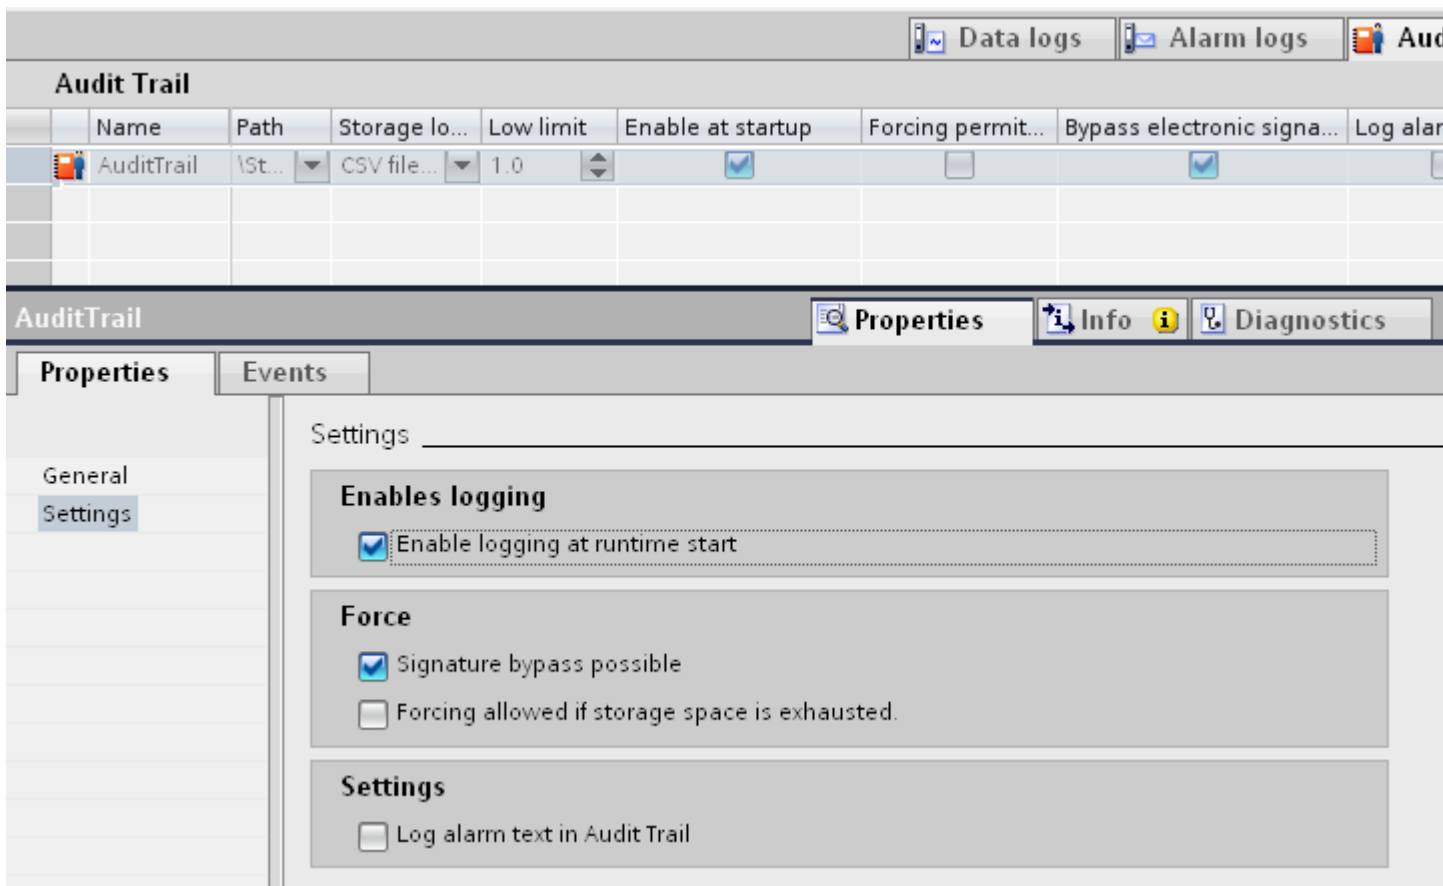 Data logs Alarm logs Aud
Audit Trail
Name Path Storage lo... Low limit Enable at startup Forcing permit... Bypass electronic signa... Log alar
AuditTrail \St... CSV file... 1.0
AuditTrail Properties Info Diagnostics
Properties Events
Settings
General
Settings
Enables logging
Enable logging at runtime start
Force
Signature bypass possible
Forcing allowed if storage space is exhausted.
Settings
Log alarm text in Audit Trail